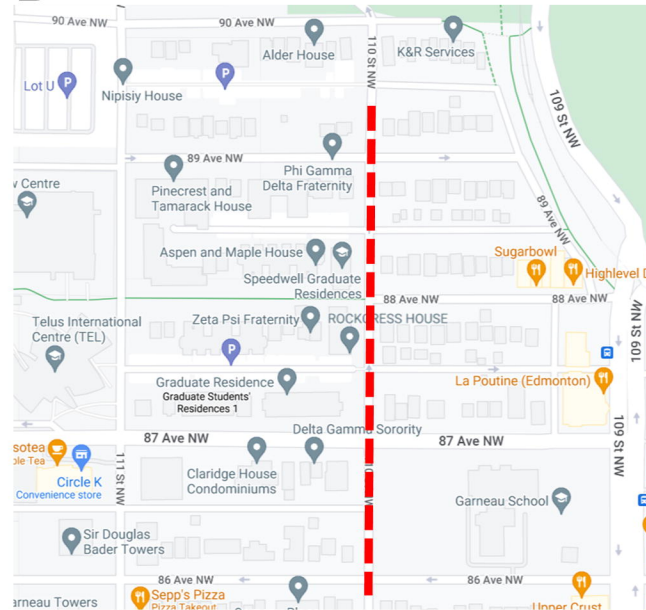 90 Ave NW
90 Ave NW
Alder House
K&R Services
110 St NW
Lot U
P
P
Nipisiy House
109 St NW
89 Ave NW
Phi Gamma
Delta Fraternity
Pinecrest and
Tamarack House
Centre
89 Ave NW
Aspen and Maple House
Sugarbowl
Highlevel D
Speedwell Graduate
Residences
88 Ave NW
88 Ave NW
Telus International
Centre (TEL)
Zeta Psi Fraternity
ROCKCRESS HOUSE
109 St NW
P
Graduate Residence
Graduate Students'
Residences 1
La Poutine (Edmonton)
Delta Gamma Sorority
87 Ave NW
87 Ave NW
109 St NW
sotea
ble Tea
Circle K
Convenience store
111 St NW
Claridge House
Condominiums
Garneau School
Sir Douglas
Bader Towers
86 Ave NW
86 Ave NW
arneau Towers
Sepp's Pizza
Pizza Takeout
Upper Crust